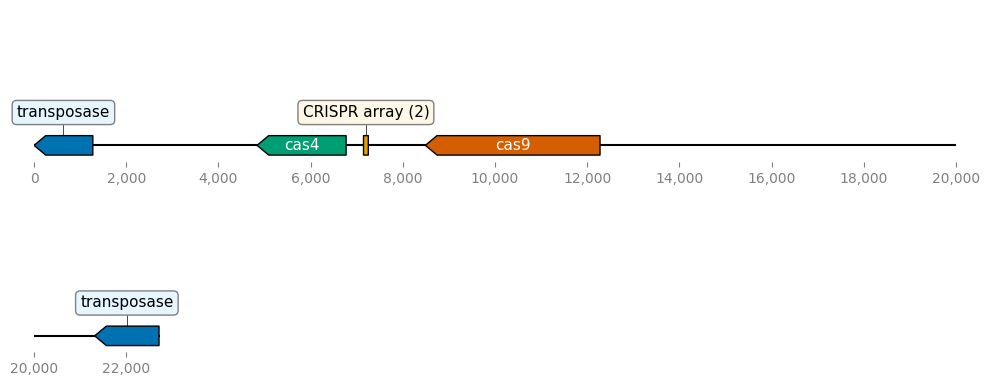 transposase CRISPR array (2)
cas4 cas9
0 2,000 4,000 6,000 8,000 10,000 12,000 14,000 16,000 18,000 20,000
transposase
20,000 22,000